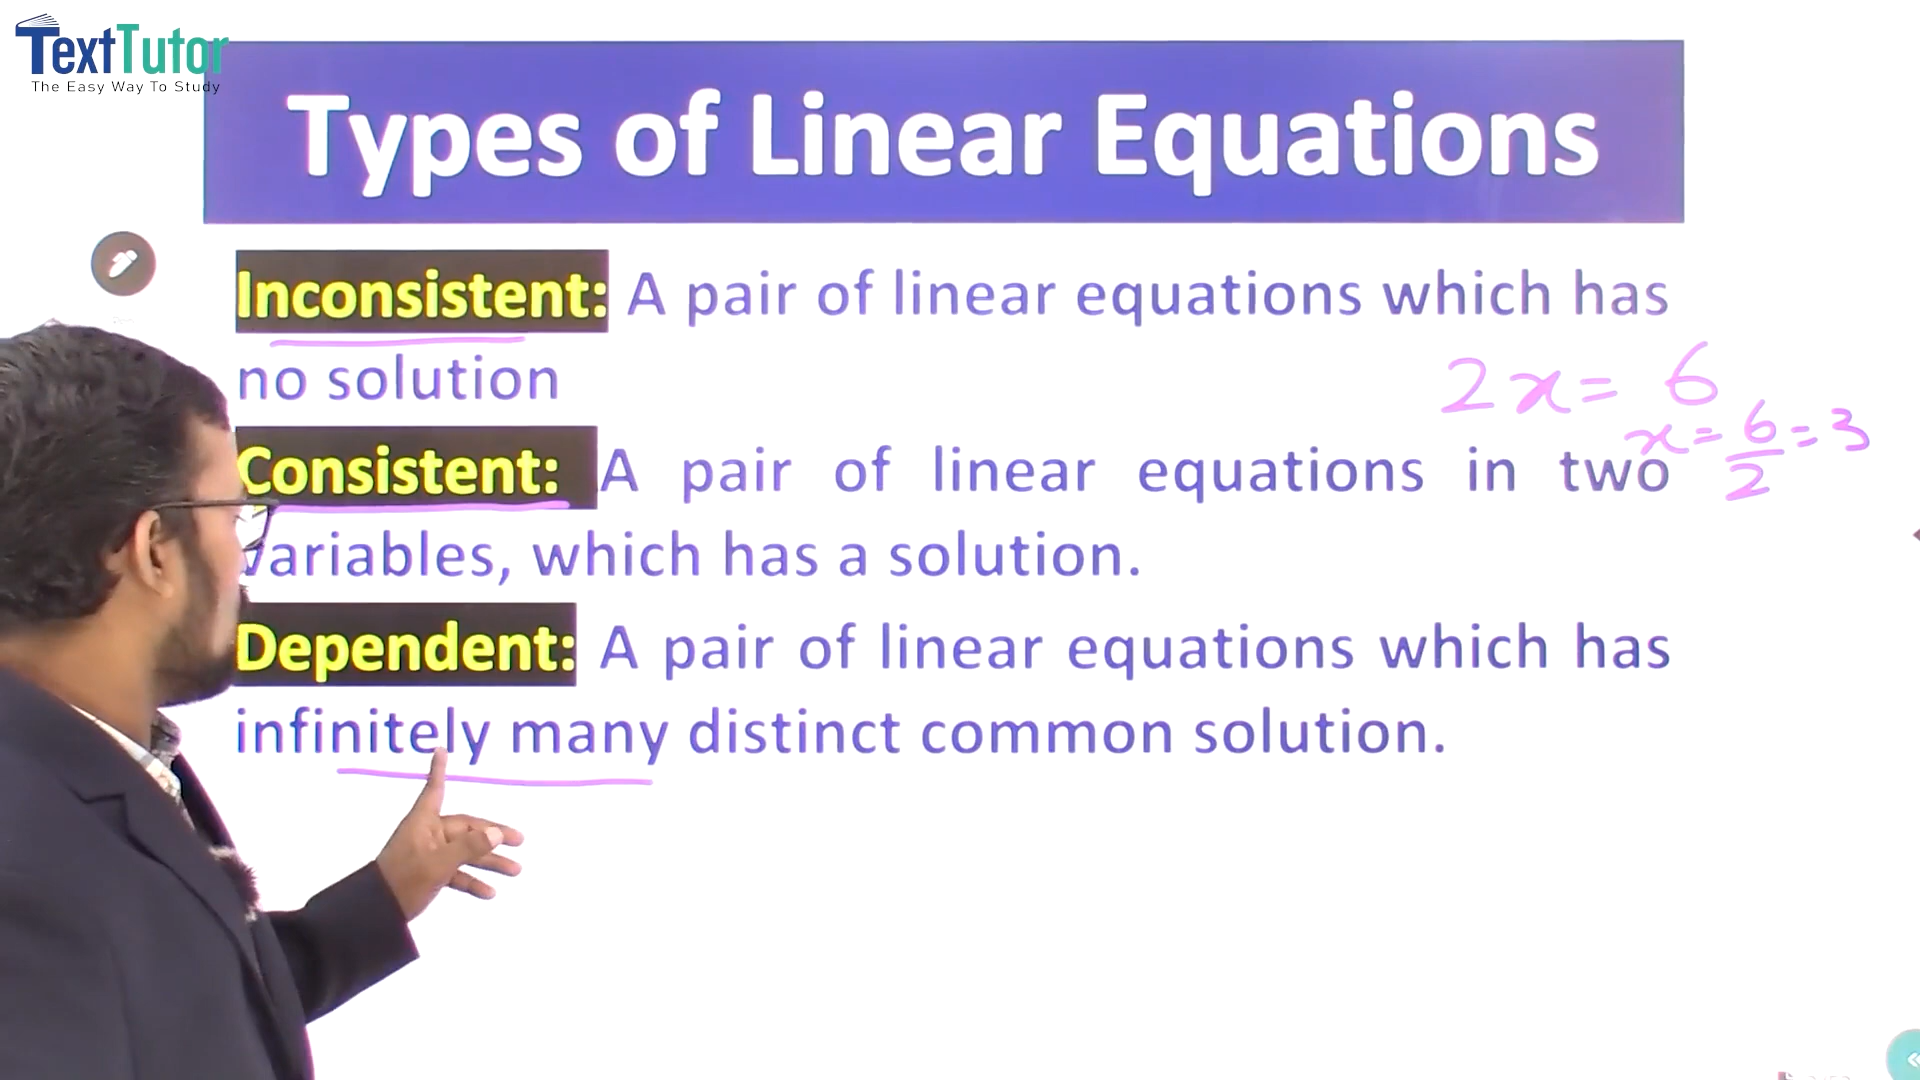 TextTutor
The Easy Way To Study
Types of Linear Equations
Inconsistent: A pair of linear equations which has
no solution
2x = 6
x = 6/2 = 3
Consistent: A pair of linear equations in two
variables, which has a solution.
Dependent: A pair of linear equations which has
infinitely many distinct common solution.